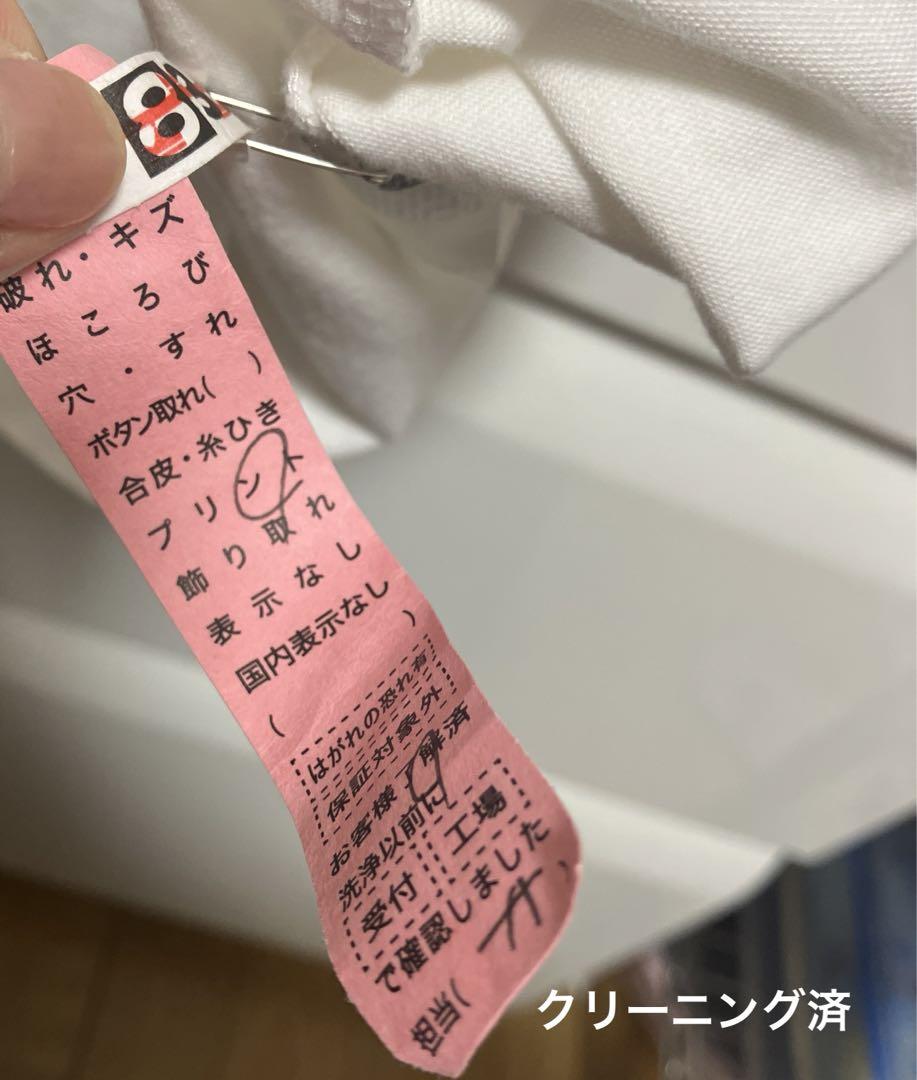 破れ・キズ
ほころび
穴・すれ
ボタン取れ( )
合皮・糸ひき
プリント
飾り取れ
表示なし
国内表示なし
( )
はがれの恐れ有
保証対象外
お客様了解済
洗浄以前に
受付 工場
で確認しました
担当( サ )
クリーニング済